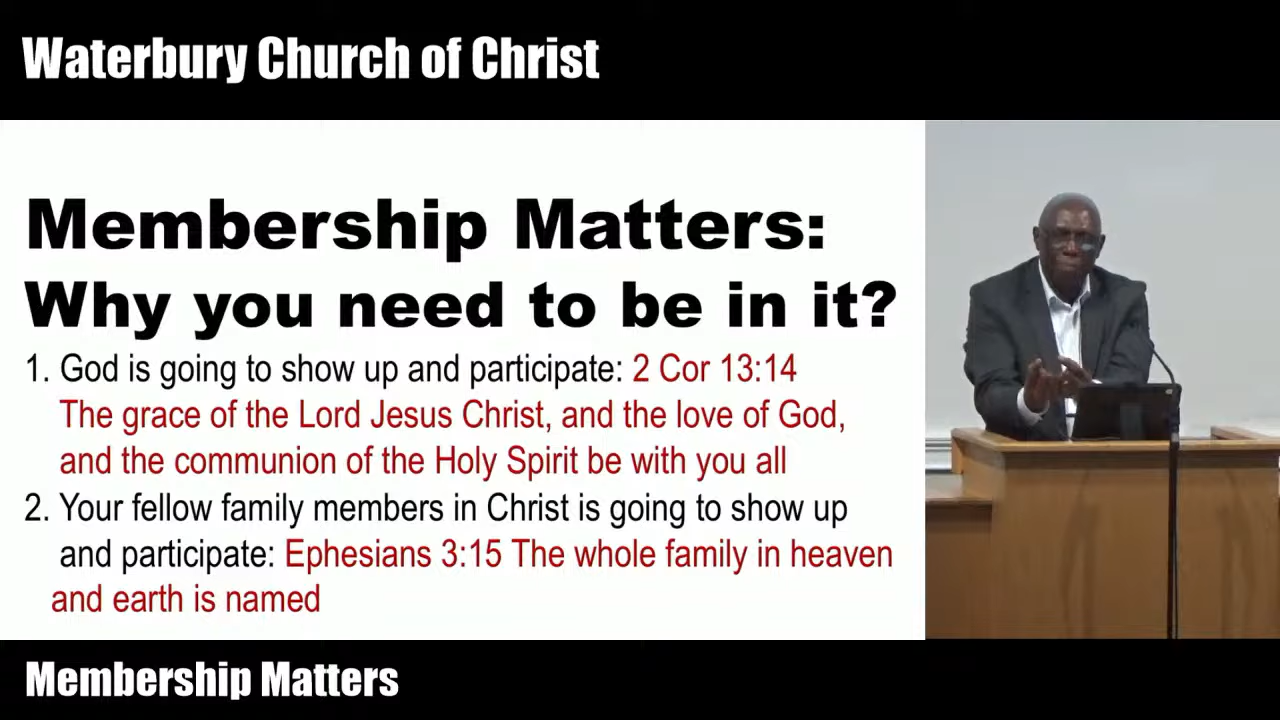 Waterbury Church of Christ
Membership Matters:
Why you need to be in it?
1. God is going to show up and participate: 2 Cor 13:14
The grace of the Lord Jesus Christ, and the love of God,
and the communion of the Holy Spirit be with you all
2. Your fellow family members in Christ is going to show up
and participate: Ephesians 3:15 The whole family in heaven
and earth is named
Membership Matters